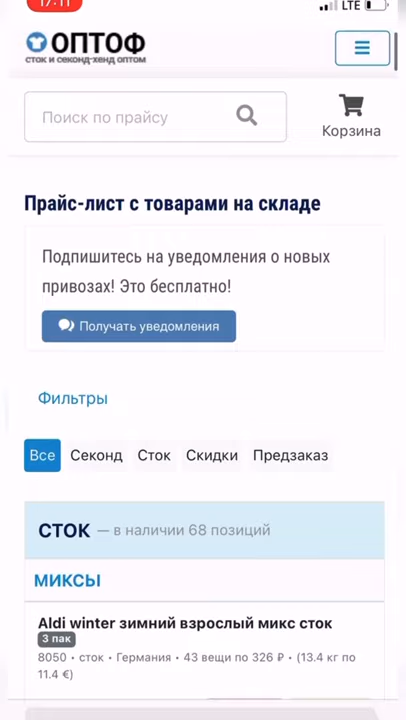 17:11
LTE
ОПТОФ
сток и секонд-хенд оптом
Поиск по прайсу
Корзина
Прайс-лист с товарами на складе
Подпишитесь на уведомления о новых
привозах! Это бесплатно!
Получать уведомления
Фильтры
Все Секонд Сток Скидки Предзаказ
СТОК — в наличии 68 позиций
МИКСЫ
Aldi winter зимний взрослый микс сток
3 пак
8050 • сток • Германия • 43 вещи по 326 ₽ • (13.4 кг по
11.4 €)